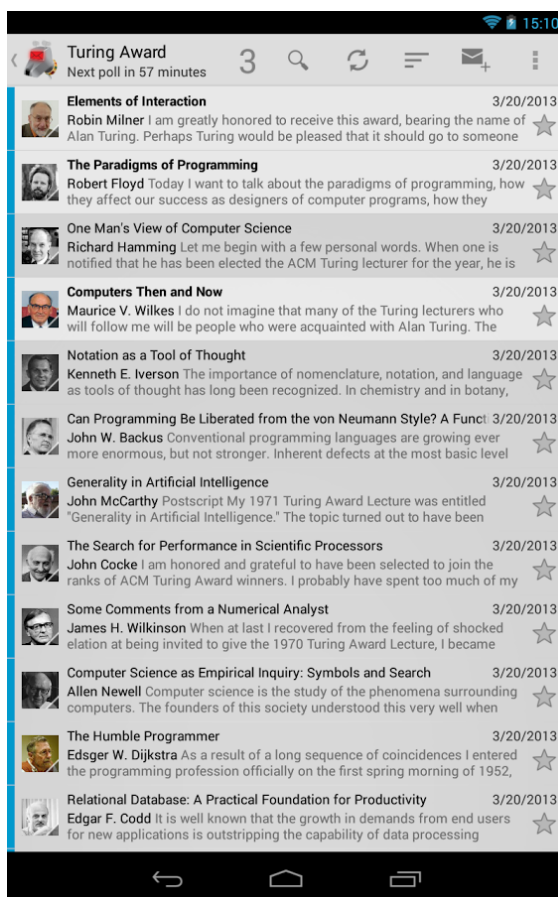 15:10
Turing Award
Next poll in 57 minutes
3
Elements of Interaction 3/20/2013
Robin Milner I am greatly honored to receive this award, bearing the name of
Alan Turing. Perhaps Turing would be pleased that it should go to someone
The Paradigms of Programming 3/20/2013
Robert Floyd Today I want to talk about the paradigms of programming, how
they affect our success as designers of computer programs, how they
One Man's View of Computer Science 3/20/2013
Richard Hamming Let me begin with a few personal words. When one is
notified that he has been elected the ACM Turing lecturer for the year, he is
Computers Then and Now 3/20/2013
Maurice V. Wilkes I do not imagine that many of the Turing lecturers who
will follow me will be people who were acquainted with Alan Turing. The
Notation as a Tool of Thought 3/20/2013
Kenneth E. Iverson The importance of nomenclature, notation, and language
as tools of thought has long been recognized. In chemistry and in botany,
Can Programming Be Liberated from the von Neumann Style? A Funct 3/20/2013
John W. Backus Conventional programming languages are growing ever
more enormous, but not stronger. Inherent defects at the most basic level
Generality in Artificial Intelligence 3/20/2013
John McCarthy Postscript My 1971 Turing Award Lecture was entitled
"Generality in Artificial Intelligence." The topic turned out to have been
The Search for Performance in Scientific Processors 3/20/2013
John Cocke I am honored and grateful to have been selected to join the
ranks of ACM Turing Award winners. I probably have spent too much of my
Some Comments from a Numerical Analyst 3/20/2013
James H. Wilkinson When at last I recovered from the feeling of shocked
elation at being invited to give the 1970 Turing Award Lecture, I became
Computer Science as Empirical Inquiry: Symbols and Search 3/20/2013
Allen Newell Computer science is the study of the phenomena surrounding
computers. The founders of this society understood this very well when
The Humble Programmer 3/20/2013
Edsger W. Dijkstra As a result of a long sequence of coincidences I entered
the programming profession officially on the first spring morning of 1952,
Relational Database: A Practical Foundation for Productivity 3/20/2013
Edgar F. Codd It is well known that the growth in demands from end users
for new applications is outstripping the capability of data processing